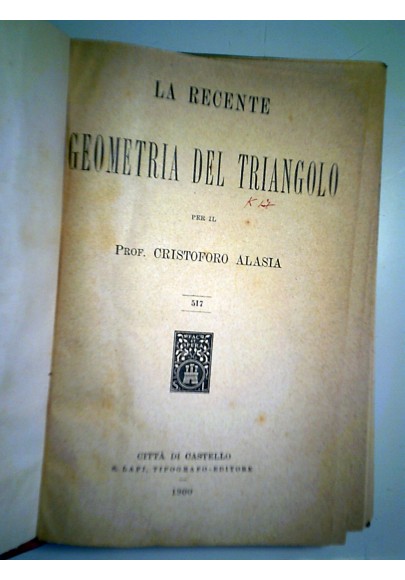 LA RECENTE
GEOMETRIA DEL TRIANGOLO
PER IL
PROF. CRISTOFORO ALASIA
517
CITTÀ DI CASTELLO
S. LAPI, TIPOGRAFO-EDITORE
1900